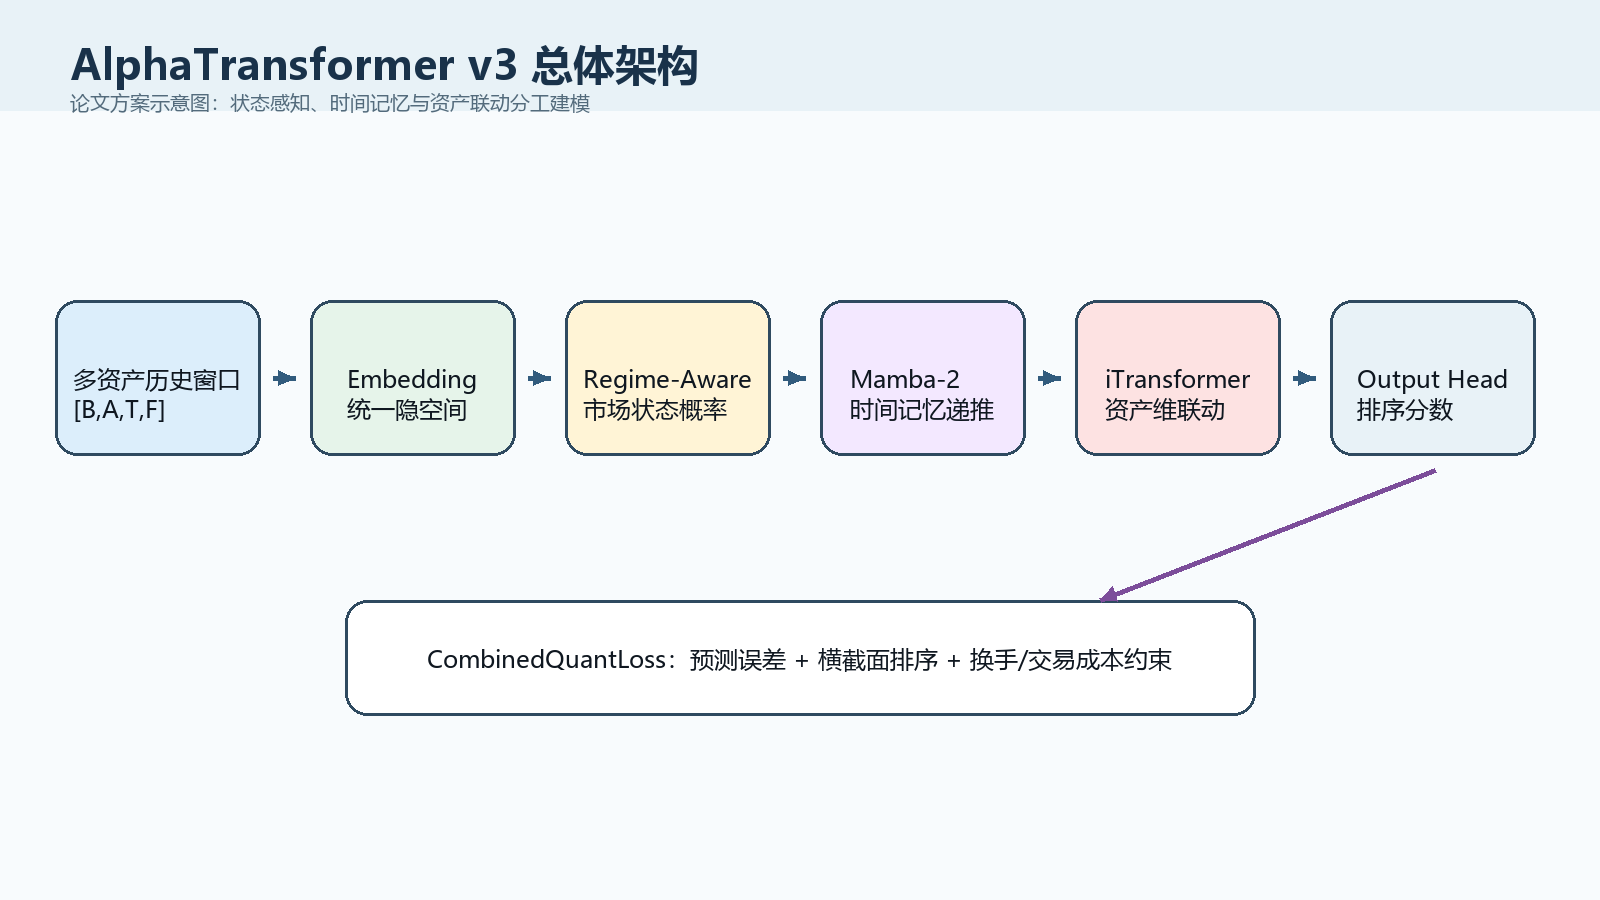 AlphaTransformer v3 总体架构
论文方案示意图：状态感知、时间记忆与资产联动分工建模
多资产历史窗口
[B,A,T,F]
Embedding
统一隐空间
Regime-Aware
市场状态概率
Mamba-2
时间记忆递推
iTransformer
资产维联动
Output Head
排序分数
CombinedQuantLoss：预测误差 + 横截面排序 + 换手/交易成本约束